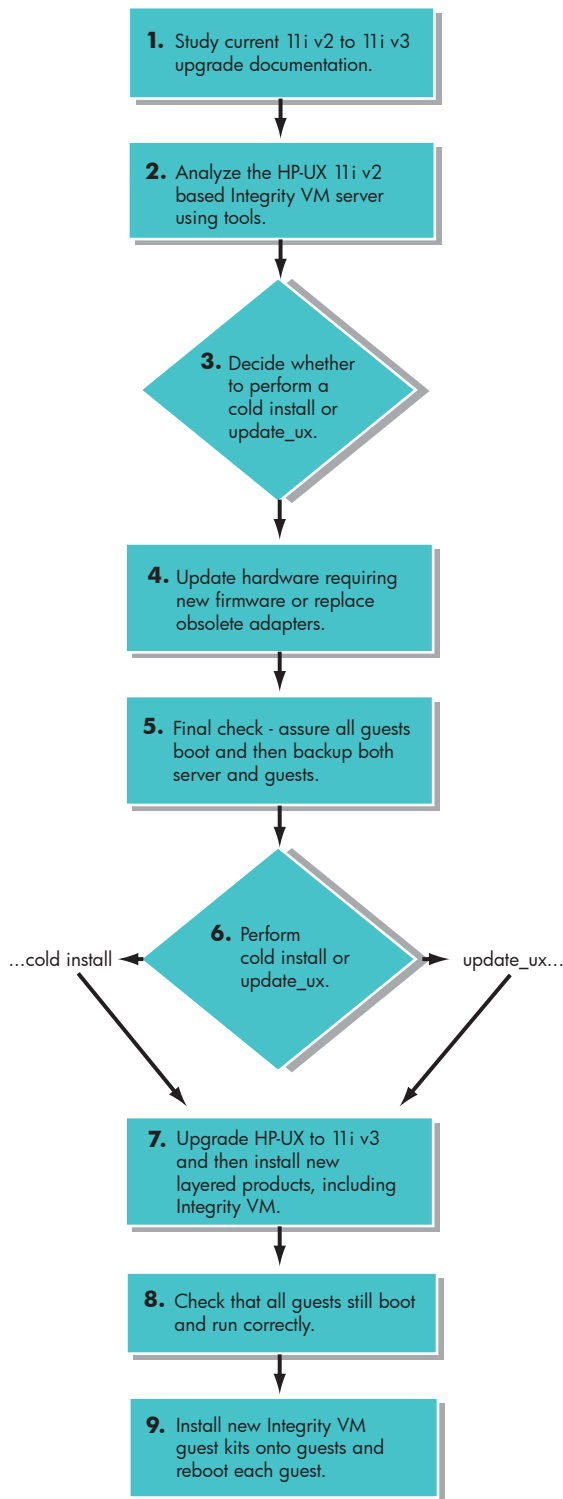 1. Study current 11i v2 to 11i v3
upgrade documentation.
2. Analyze the HP-UX 11i v2
based Integrity VM server
using tools.
3. Decide whether
to perform a
cold install or
update_ux.
4. Update hardware requiring
new firmware or replace
obsolete adapters.
5. Final check - assure all guests
boot and then backup both
server and guests.
6. Perform
cold install or
update_ux.
...cold install
update_ux...
7. Upgrade HP-UX to 11i v3
and then install new
layered products, including
Integrity VM.
8. Check that all guests still boot
and run correctly.
9. Install new Integrity VM
guest kits onto guests and
reboot each guest.